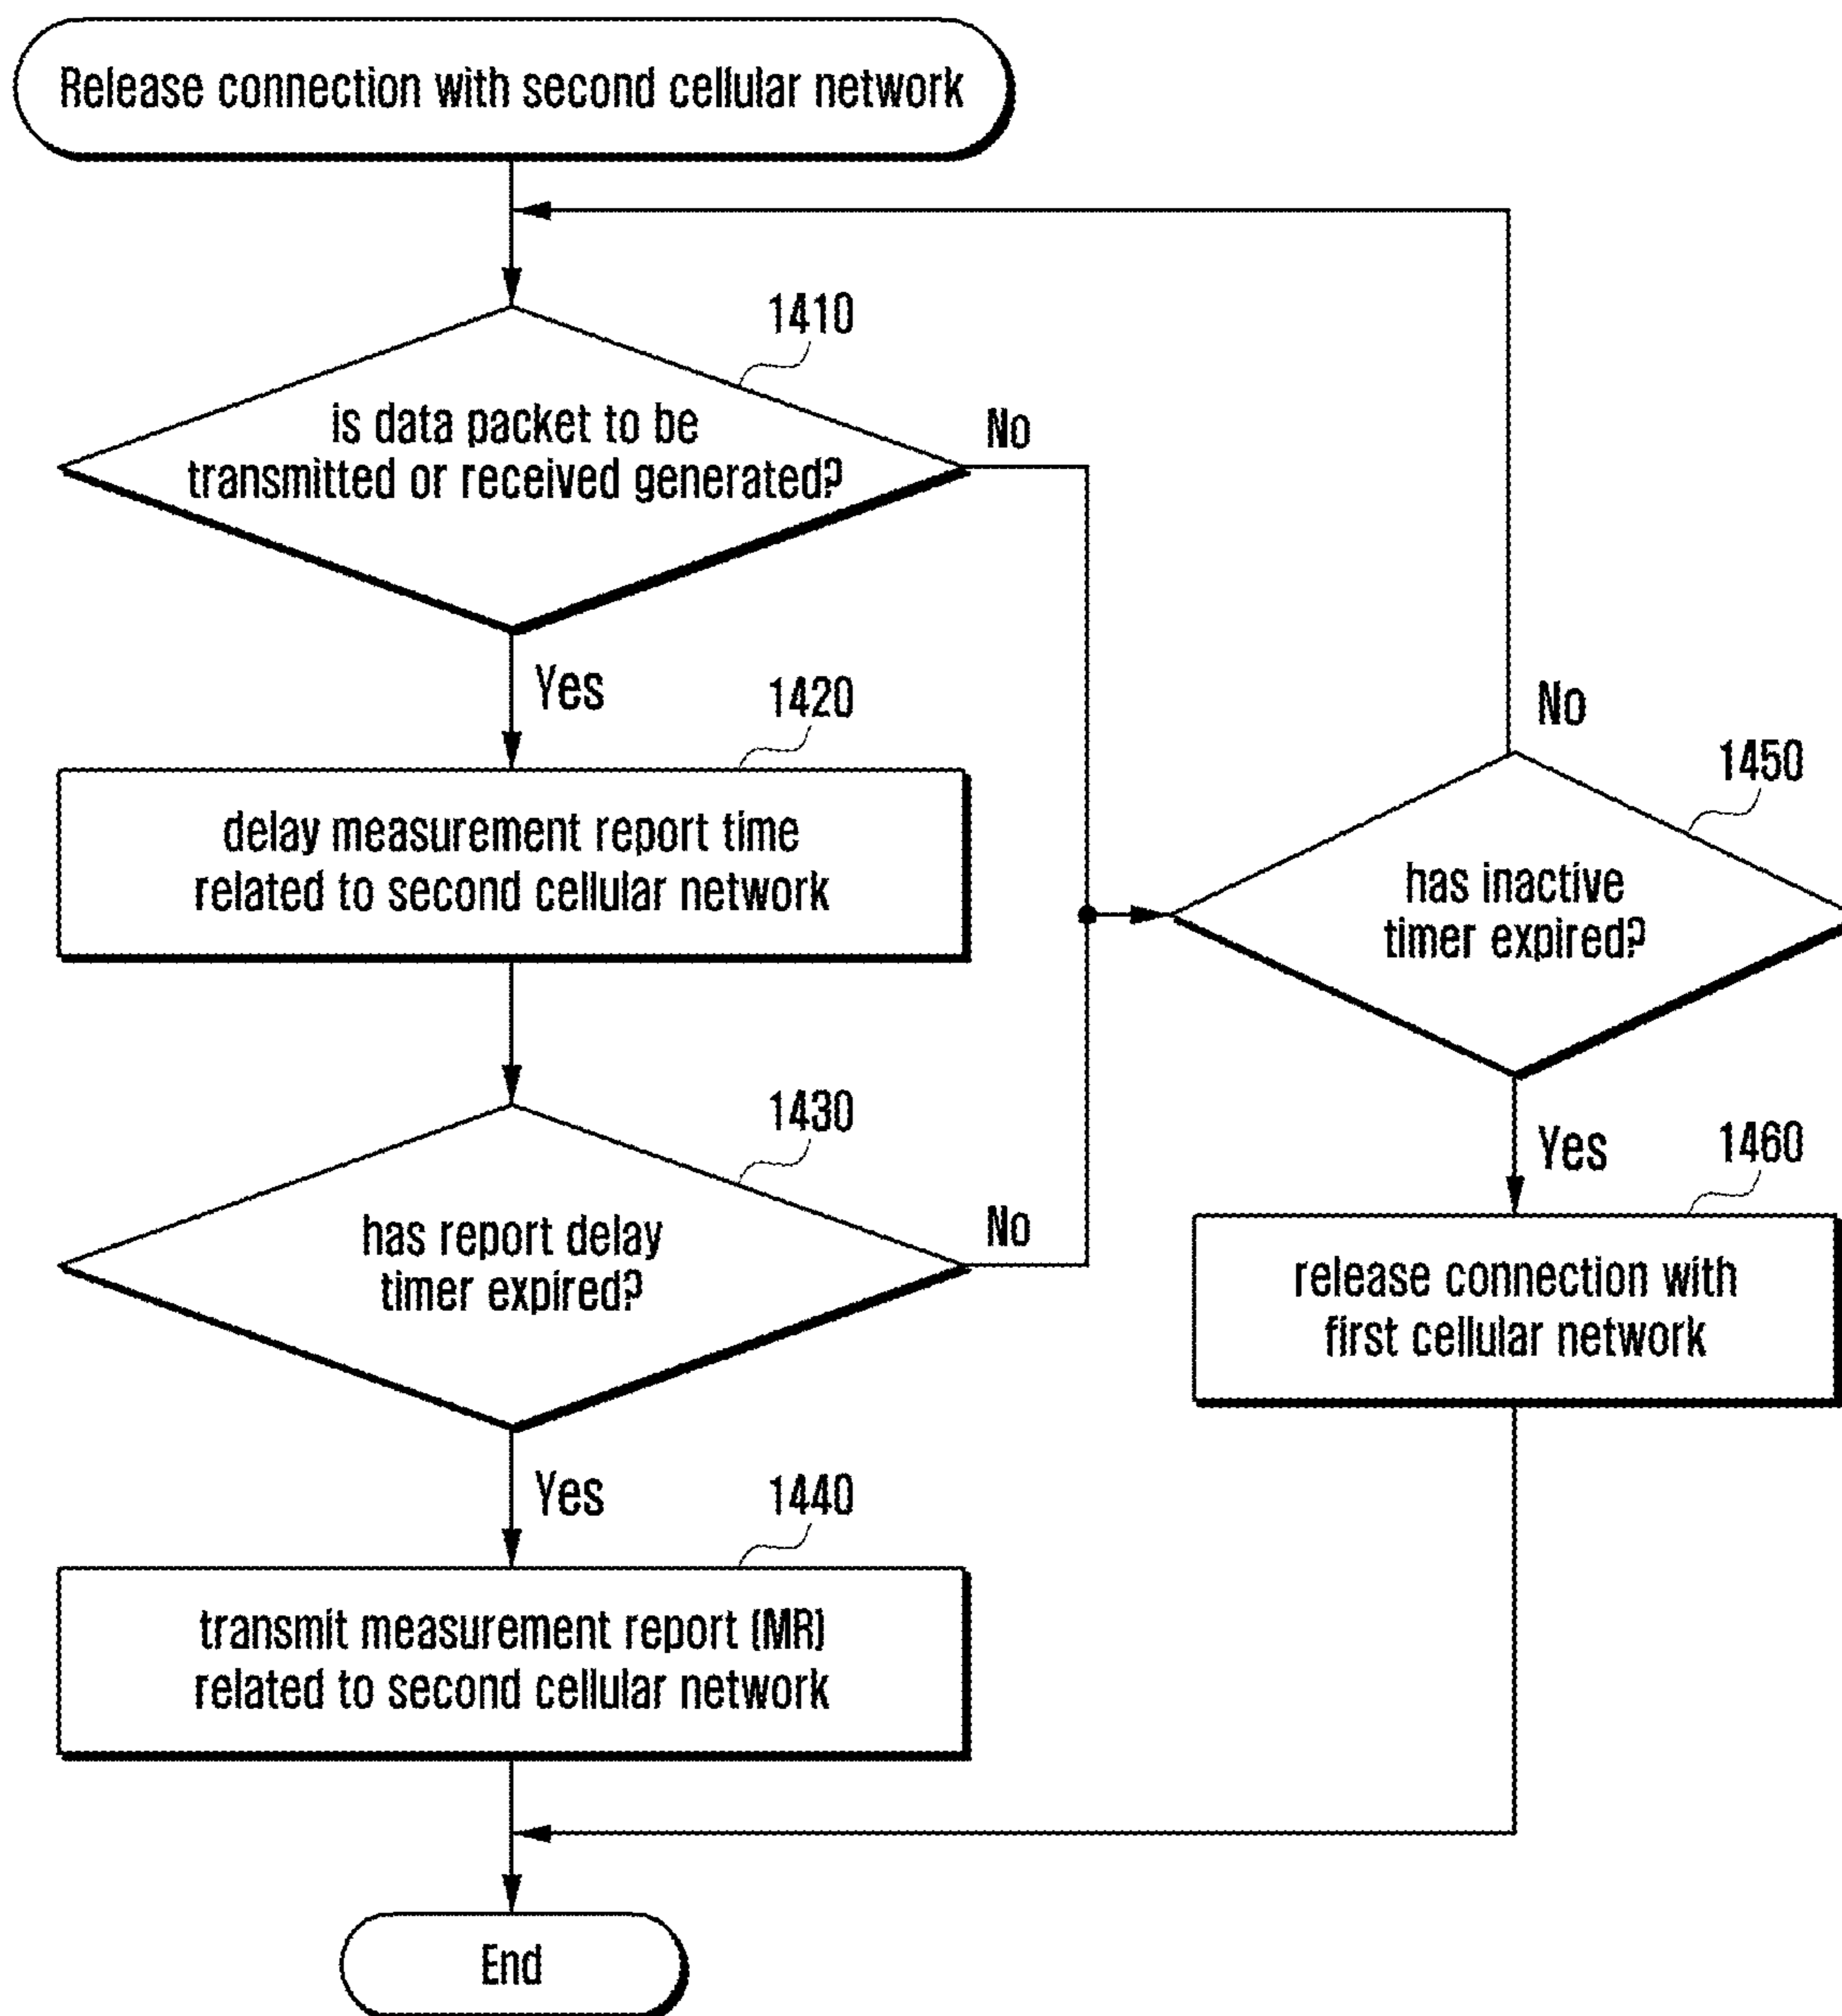 Release connection with second cellular network
1410
is data packet to be
transmitted or received generated?
No
Yes
1420
delay measurement report time
related to second cellular network
1430
has report delay
timer expired?
No
Yes
1440
transmit measurement report (MR)
related to second cellular network
No
1450
has inactive
timer expired?
Yes
1460
release connection with
first cellular network
End